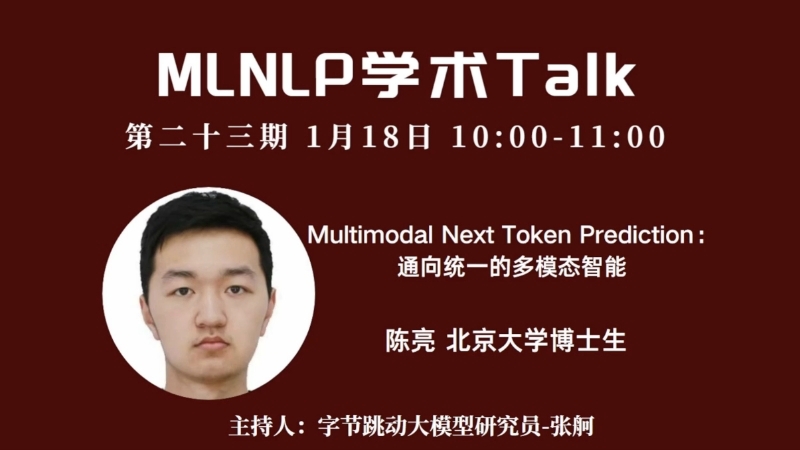 MLNLP学术Talk
第二十三期 1月18日 10:00-11:00
Multimodal Next Token Prediction：
通向统一的多模态智能
陈亮 北京大学博士生
主持人：字节跳动大模型研究员-张舸